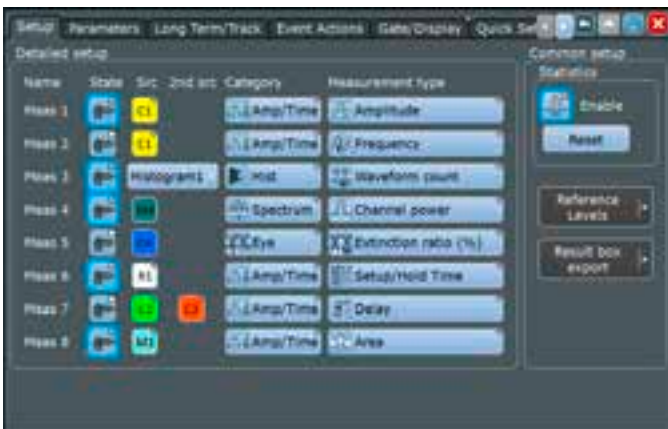 Setup Parameters Long Term/Track Event Actions Gate/Display Quick Se
Detailed setup
Common setup
Name State Src 2nd src Category Measurement type
Statistics
Meas 1 C1 Amp/Time Amplitude
Enable
Meas 2 C1 Amp/Time Frequency
Reset
Meas 3 Histogram1 Hist Waveform count
Meas 4 Spectrum Channel power
Reference Levels
Meas 5 Eye Extinction ratio (%)
Result box export
Meas 6 R1 Amp/Time Setup/Hold Time
Meas 7 Amp/Time Delay
Meas 8 M1 Amp/Time Area